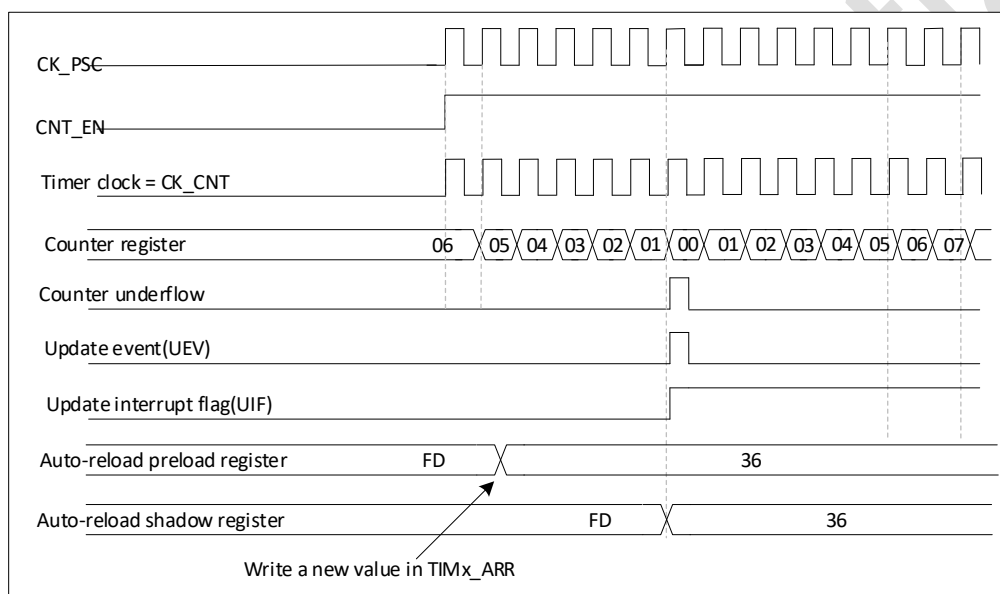 CK_PSC
CNT_EN
Timer clock = CK_CNT
Counter register 06 05 04 03 02 01 00 01 02 03 04 05 06 07
Counter underflow
Update event(UEV)
Update interrupt flag(UIF)
Auto-reload preload register FD 36
Auto-reload shadow register FD 36
Write a new value in TIMx_ARR